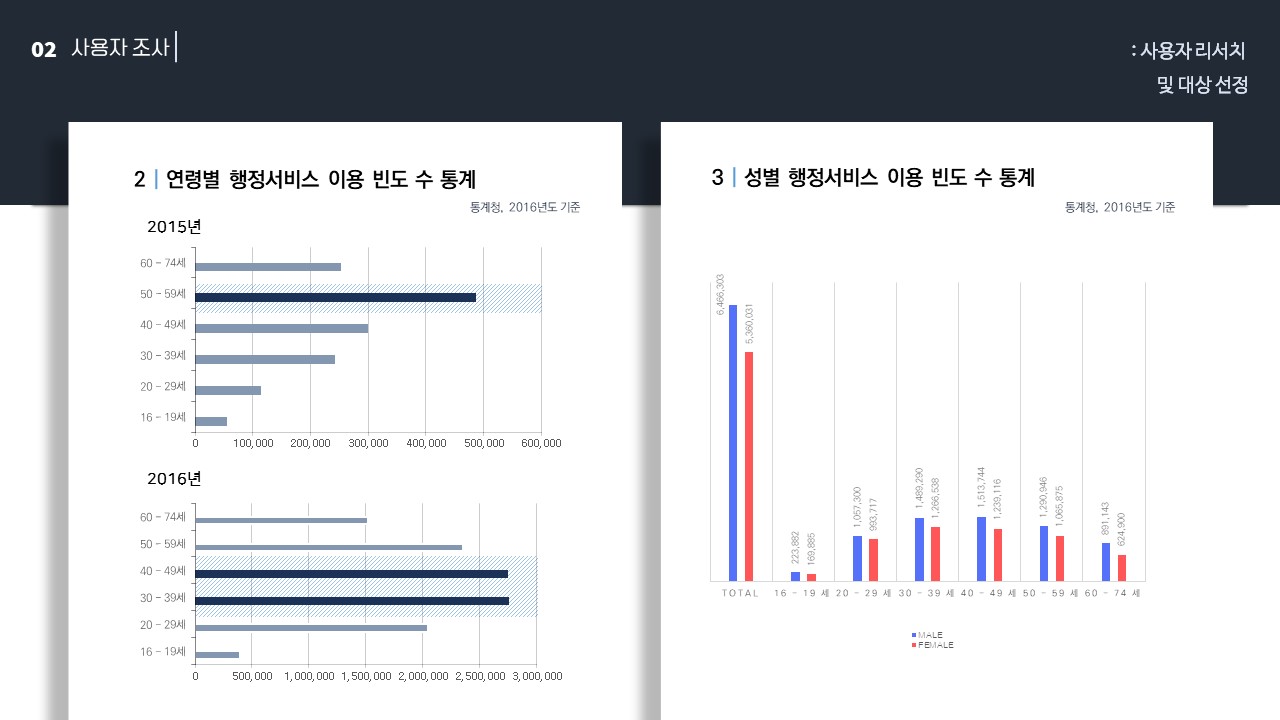 02 사용자 조사
: 사용자 리서치
및 대상 선정
2 | 연령별 행정서비스 이용 빈도 수 통계
통계청, 2016년도 기준
2015년
60 - 74세
50 - 59세
40 - 49세
30 - 39세
20 - 29세
16 - 19세
0 100,000 200,000 300,000 400,000 500,000 600,000
2016년
60 - 74세
50 - 59세
40 - 49세
30 - 39세
20 - 29세
16 - 19세
0 500,000 1,000,000 1,500,000 2,000,000 2,500,000 3,000,000
3 | 성별 행정서비스 이용 빈도 수 통계
통계청, 2016년도 기준
6,466,303 5,360,031
223,882 169,885
1,057,300 993,717
1,489,290 1,266,538
1,513,744 1,239,116
1,290,946 1,065,875
891,143 624,900
TOTAL 16 - 19 세 20 - 29 세 30 - 39 세 40 - 49 세 50 - 59 세 60 - 74 세
MALE
FEMALE